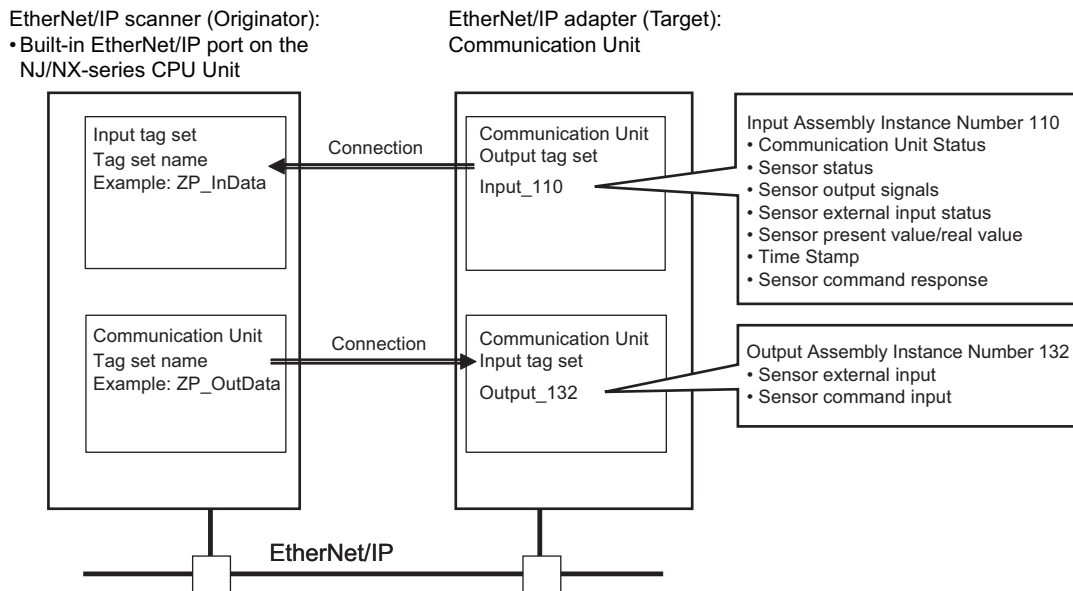 EtherNet/IP scanner (Originator):
• Built-in EtherNet/IP port on the
NJ/NX-series CPU Unit
EtherNet/IP adapter (Target):
Communication Unit
Input tag set
Tag set name
Example: ZP_InData
Connection
Communication Unit
Output tag set
Input_110
Input Assembly Instance Number 110
• Communication Unit Status
• Sensor status
• Sensor output signals
• Sensor external input status
• Sensor present value/real value
• Time Stamp
• Sensor command response
Communication Unit
Tag set name
Example: ZP_OutData
Connection
Communication Unit
Input tag set
Output_132
Output Assembly Instance Number 132
• Sensor external input
• Sensor command input
EtherNet/IP